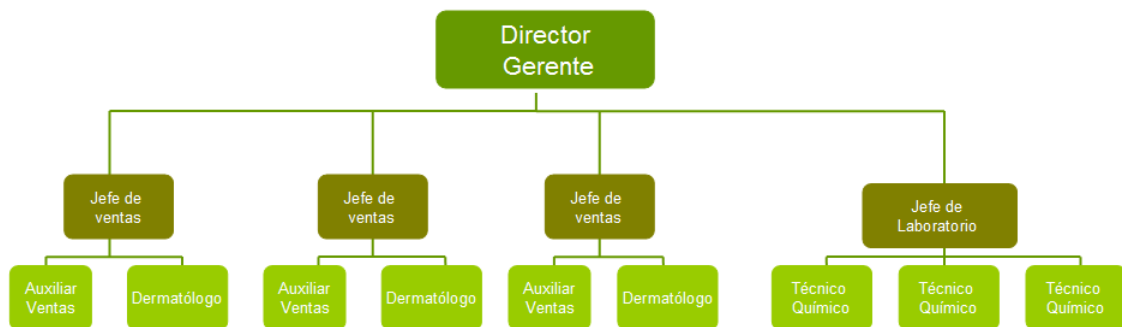 Director
Gerente
Jefe de
ventas
Jefe de
ventas
Jefe de
ventas
Jefe de
Laboratorio
Auxiliar
Ventas
Dermatólogo
Auxiliar
Ventas
Dermatólogo
Auxiliar
Ventas
Dermatólogo
Técnico
Químico
Técnico
Químico
Técnico
Químico